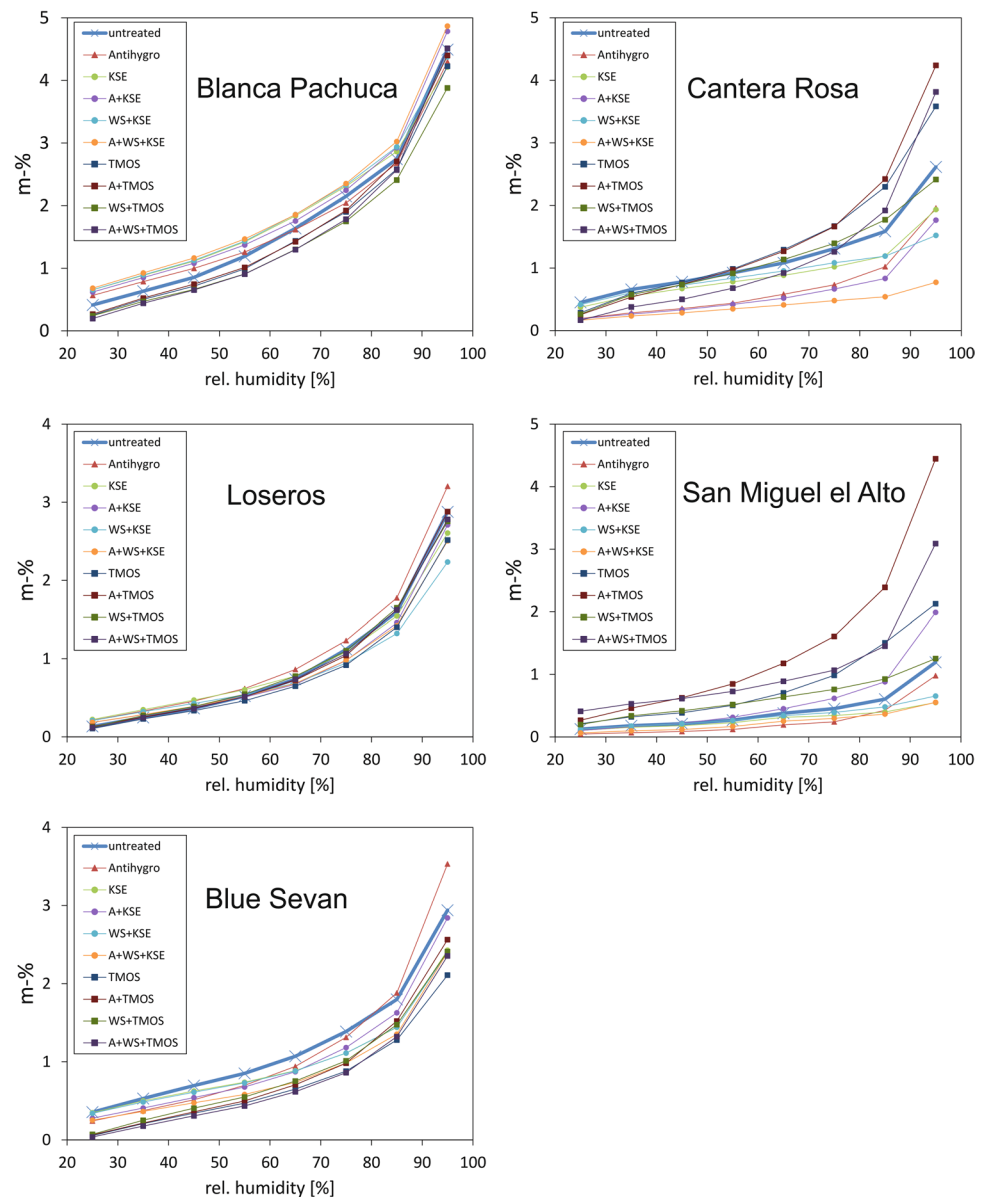 5
4
3
2
1
0
m-%
untreated
Antihygro
KSE
A+KSE
WS+KSE
A+WS+KSE
TMOS
A+TMOS
WS+TMOS
A+WS+TMOS
Blanca Pachuca
20 30 40 50 60 70 80 90 100
rel. humidity [%]
5
4
3
2
1
0
m-%
untreated
Antihygro
KSE
A+KSE
WS+KSE
A+WS+KSE
TMOS
A+TMOS
WS+TMOS
A+WS+TMOS
Cantera Rosa
20 30 40 50 60 70 80 90 100
rel. humidity [%]
4
3
2
1
0
m-%
untreated
Antihygro
KSE
A+KSE
WS+KSE
A+WS+KSE
TMOS
A+TMOS
WS+TMOS
A+WS+TMOS
Loseros
20 30 40 50 60 70 80 90 100
rel. humidity [%]
5
4
3
2
1
0
m-%
untreated
Antihygro
KSE
A+KSE
WS+KSE
A+WS+KSE
TMOS
A+TMOS
WS+TMOS
A+WS+TMOS
San Miguel el Alto
20 30 40 50 60 70 80 90 100
rel. humidity [%]
4
3
2
1
0
m-%
untreated
Antihygro
KSE
A+KSE
WS+KSE
A+WS+KSE
TMOS
A+TMOS
WS+TMOS
A+WS+TMOS
Blue Sevan
20 30 40 50 60 70 80 90 100
rel. humidity [%]